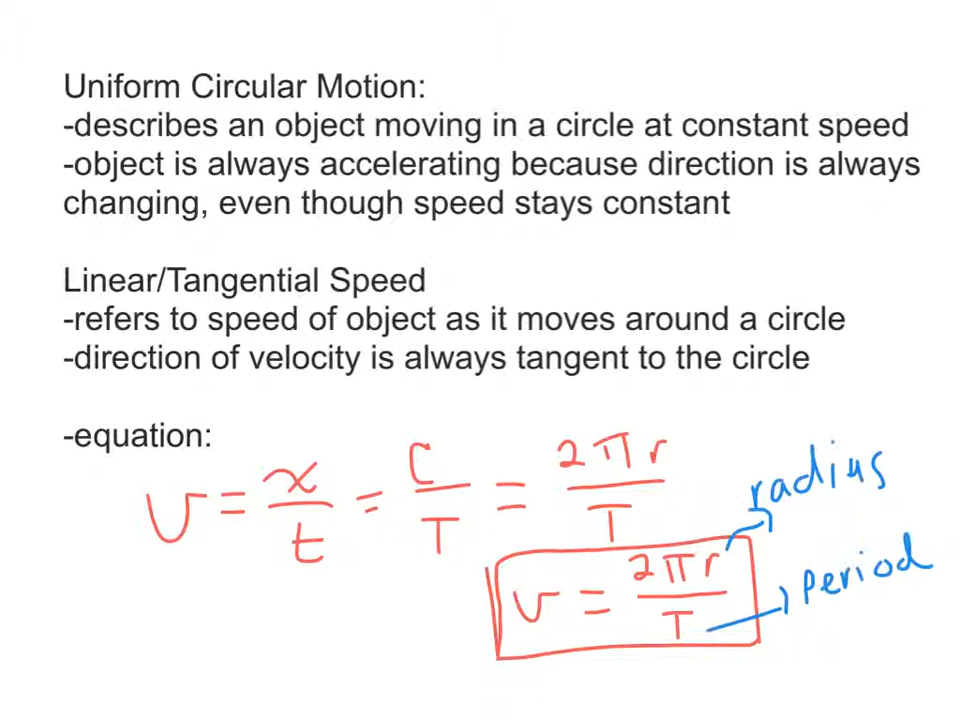 Uniform Circular Motion:
-describes an object moving in a circle at constant speed
-object is always accelerating because direction is always
changing, even though speed stays constant
Linear/Tangential Speed
-refers to speed of object as it moves around a circle
-direction of velocity is always tangent to the circle
-equation:
v = x/t = C/T = 2πr/T
radius
v = 2πr/T
period